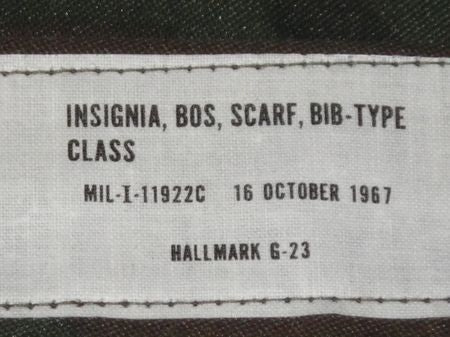 INSIGNIA, BOS, SCARF, BIB-TYPE
CLASS
MIL-I-11922C 16 OCTOBER 1967
HALLMARK G-23